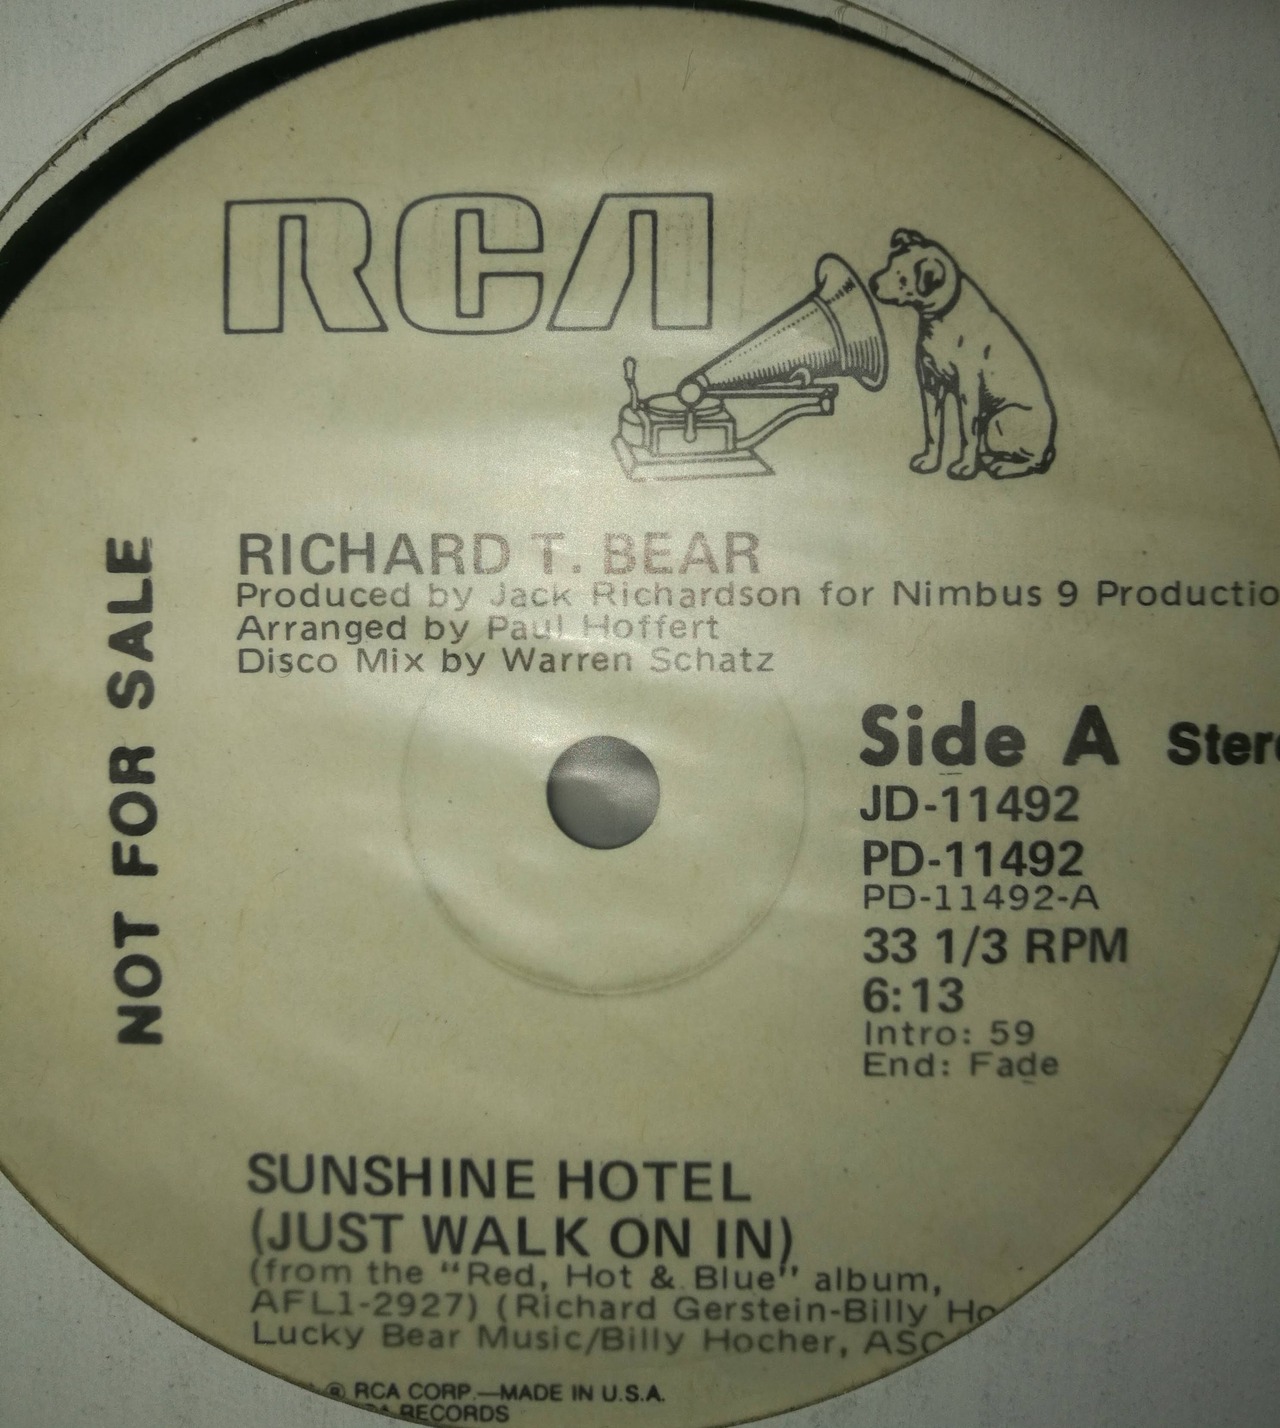 RCA
NOT FOR SALE
RICHARD T. BEAR
Produced by Jack Richardson for Nimbus 9 Productio
Arranged by Paul Hoffert
Disco Mix by Warren Schatz
Side A Stere
JD-11492
PD-11492
PD-11492-A
33 1/3 RPM
6:13
Intro: 59
End: Fade
SUNSHINE HOTEL
(JUST WALK ON IN)
(from the "Red, Hot & Blue" album,
AFL1-2927) (Richard Gerstein-Billy Ho
Lucky Bear Music/Billy Hocher, ASC
® RCA CORP.—MADE IN U.S.A.
RECORDS